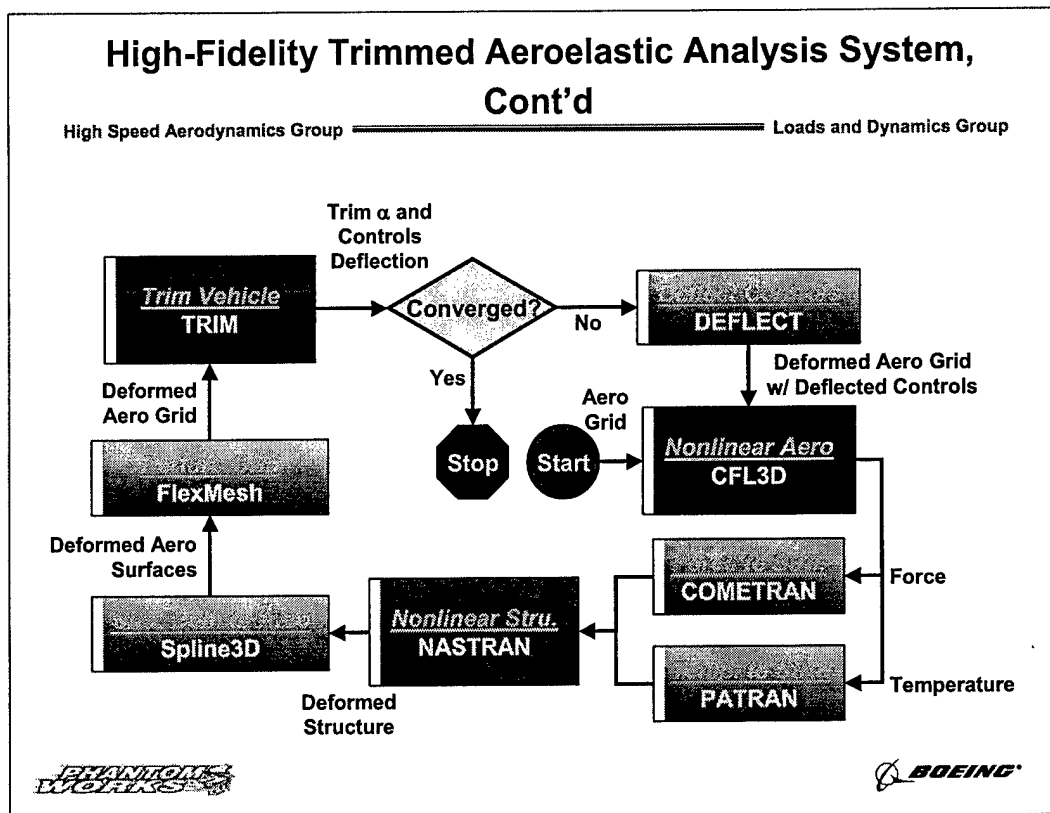 High-Fidelity Trimmed Aeroelastic Analysis System,
Cont'd
High Speed Aerodynamics Group
Loads and Dynamics Group
Trim α and
Controls
Deflection
Trim Vehicle
TRIM
Converged?
No
DEFLECT
Yes
Deformed Aero Grid
w/ Deflected Controls
Deformed
Aero Grid
Aero
Grid
Stop
Start
Nonlinear Aero
CFL3D
FlexMesh
Deformed Aero
Surfaces
COMETRAN
Force
Spline3D
Nonlinear Stru.
NASTRAN
PATRAN
Temperature
Deformed
Structure
PHANTOM
WORKS
BOEING®